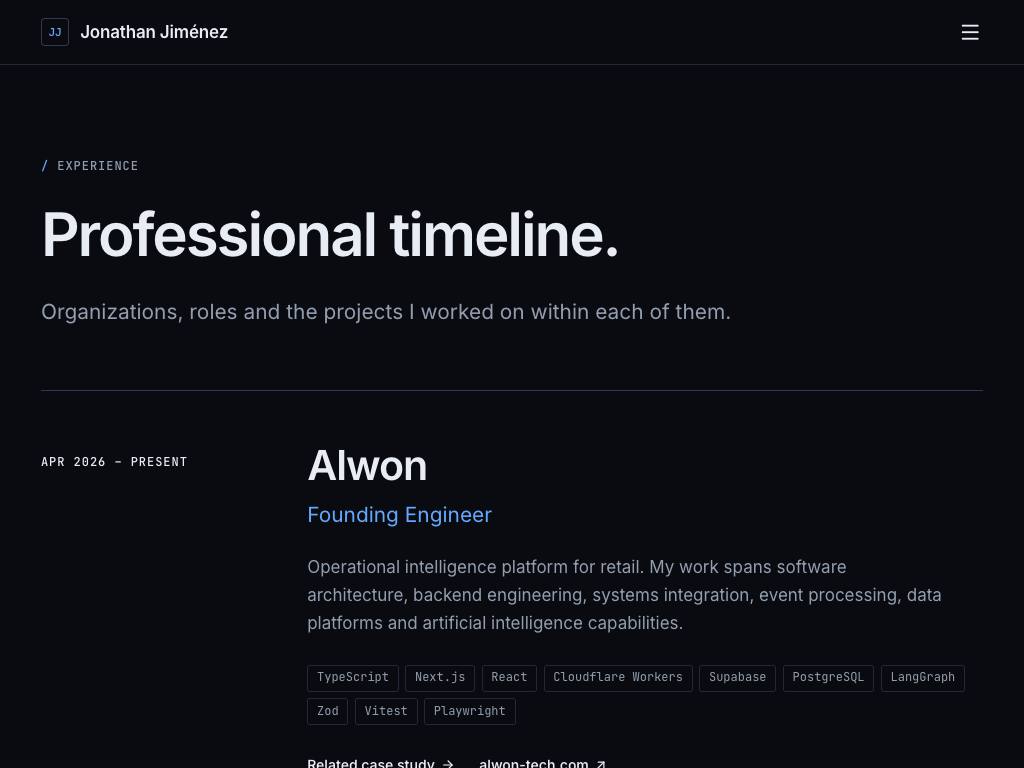 JJ
Jonathan Jiménez
/ EXPERIENCE
Professional timeline.
Organizations, roles and the projects I worked on within each of them.
APR 2026 – PRESENT
Alwon
Founding Engineer
Operational intelligence platform for retail. My work spans software
architecture, backend engineering, systems integration, event processing, data
platforms and artificial intelligence capabilities.
TypeScript Next.js React Cloudflare Workers Supabase PostgreSQL LangGraph
Zod Vitest Playwright
Related case study → alwon-tech.com ↗